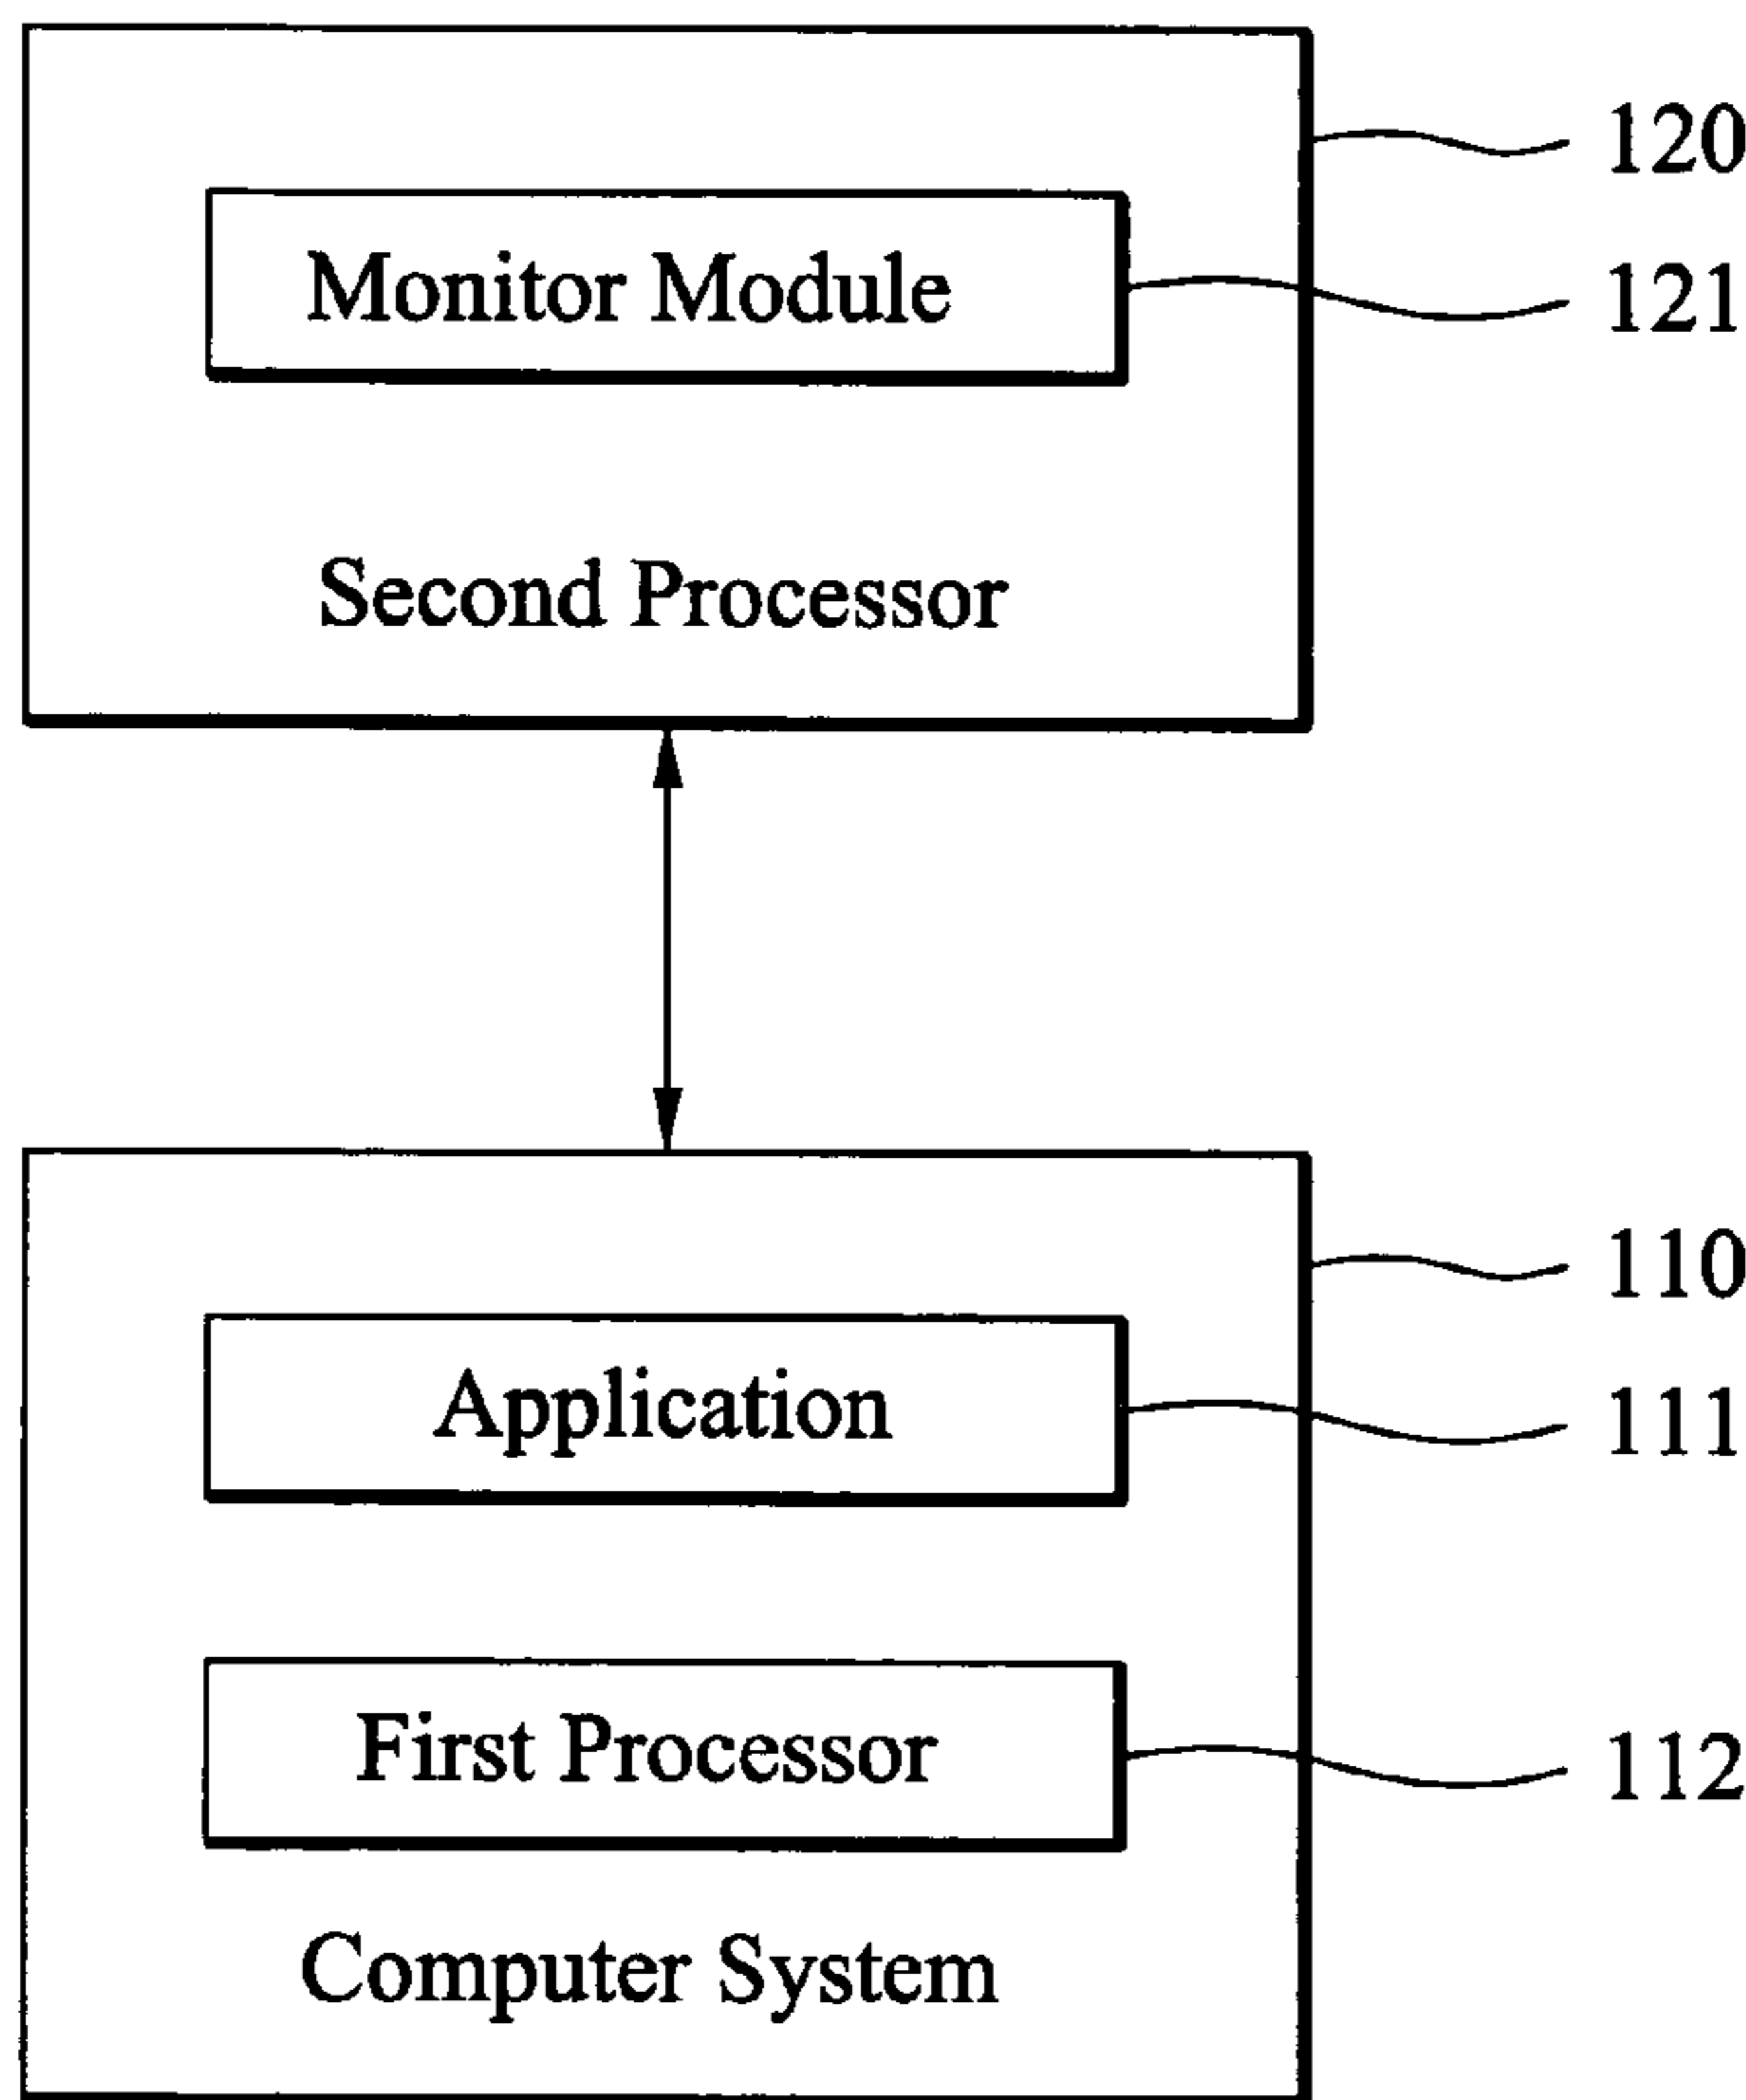 120
Monitor Module
121
Second Processor
110
Application
111
First Processor
112
Computer System